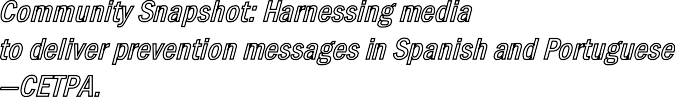 Community Snapshot: Harnessing media
to deliver prevention messages in Spanish and Portuguese
—CETPA.